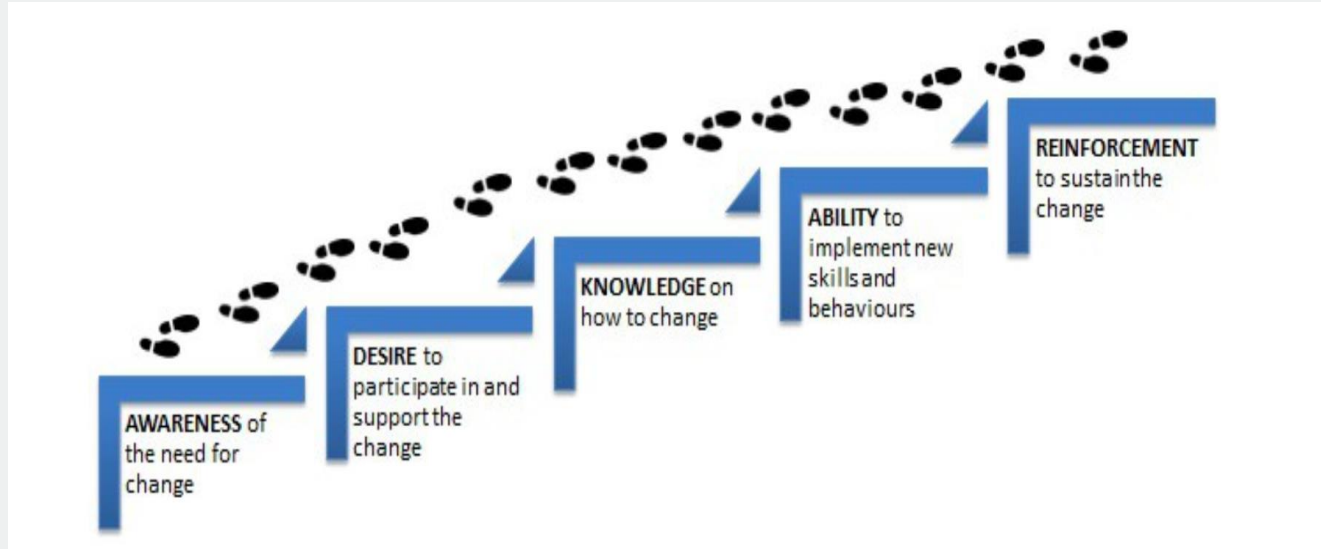 AWARENESS of
the need for
change
DESIRE to
participate in and
support the
change
KNOWLEDGE on
how to change
ABILITY to
implement new
skills and
behaviours
REINFORCEMENT
to sustain the
change